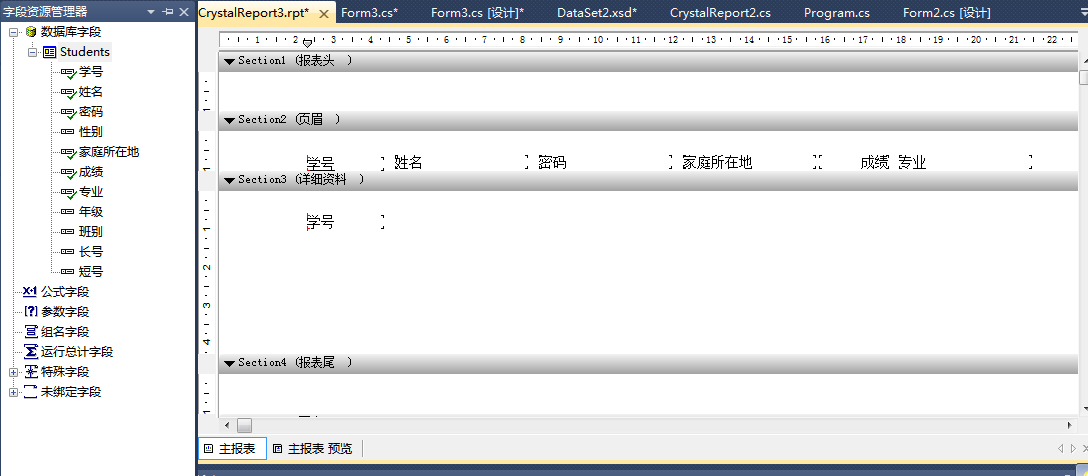 字段资源管理器
CrystalReport3.rpt* Form3.cs* Form3.cs [设计]* DataSet2.xsd* CrystalReport2.cs Program.cs Form2.cs [设计]
数据库字段
Students
学号
姓名
密码
性别
家庭所在地
成绩
专业
年级
班别
长号
短号
公式字段
参数字段
组名字段
运行总计字段
特殊字段
未绑定字段
1 2 3 4 5 6 7 8 9 10 11 12 13 14 15 16 17 18 19 20 21 22
Section1 (报表头 )
1
Section2 (页眉 )
1
学号 姓名 密码 家庭所在地 成绩 专业
Section3 (详细资料 )
学号
1
2
3
4
Section4 (报表尾 )
1
主报表 主报表 预览